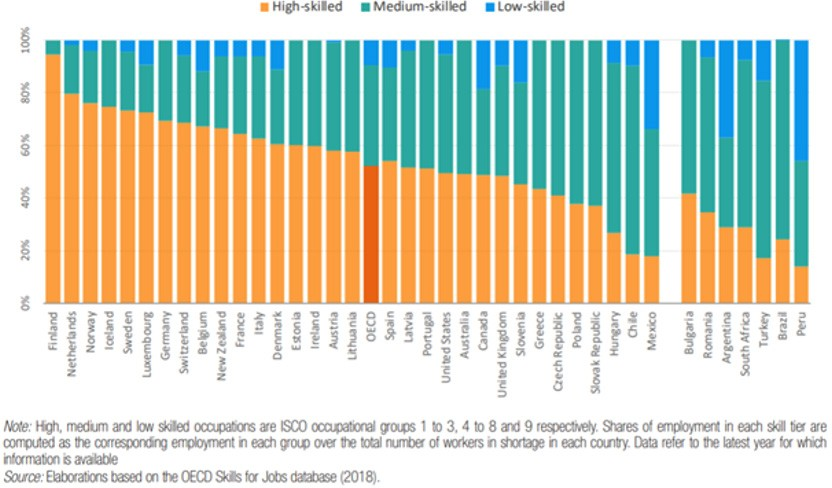 High-skilled Medium-skilled Low-skilled
100%
80%
60%
40%
20%
0%
Finland
Netherlands
Norway
Iceland
Sweden
Luxembourg
Germany
Switzerland
Belgium
New Zealand
France
Italy
Denmark
Estonia
Ireland
Austria
Lithuania
OECD
Spain
Latvia
Portugal
United States
Australia
Canada
United Kingdom
Slovenia
Greece
Czech Republic
Poland
Slovak Republic
Hungary
Chile
Mexico
Bulgaria
Romania
Argentina
South Africa
Turkey
Brazil
Peru
Note: High, medium and low skilled occupations are ISCO occupational groups 1 to 3, 4 to 8 and 9 respectively. Shares of employment in each skill tier are
computed as the corresponding employment in each group over the total number of workers in shortage in each country. Data refer to the latest year for which
information is available
Source: Elaborations based on the OECD Skills for Jobs database (2018).